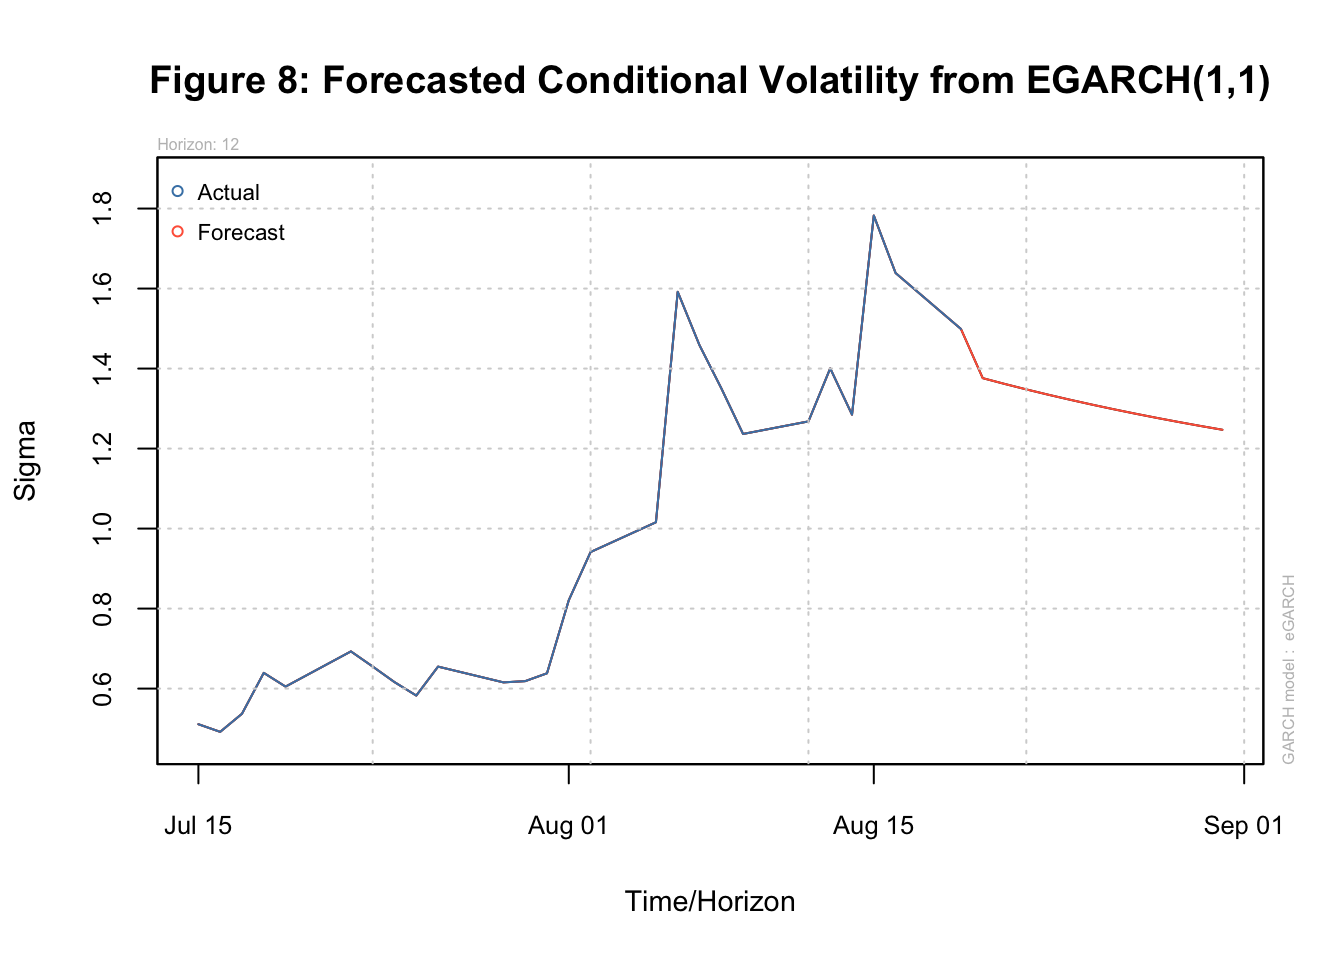 Figure 8: Forecasted Conditional Volatility from EGARCH(1,1)
Horizon: 12
Actual
Forecast
1.8
1.6
1.4
1.2
1.0
0.8
0.6
Sigma
GARCH model : eGARCH
Jul 15
Aug 01
Aug 15
Sep 01
Time/Horizon